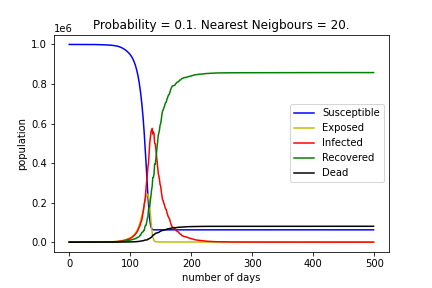 Probability = 0.1. Nearest Neigbours = 20.
1e6
1.0
0.8
0.6
0.4
0.2
0.0
population
Susceptible
Exposed
Infected
Recovered
Dead
0 100 200 300 400 500
number of days